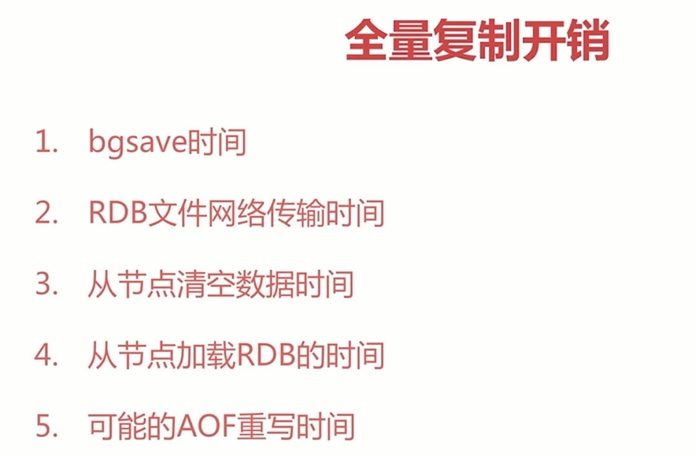 全量复制开销
1. bgsave时间
2. RDB文件网络传输时间
3. 从节点清空数据时间
4. 从节点加载RDB的时间
5. 可能的AOF重写时间